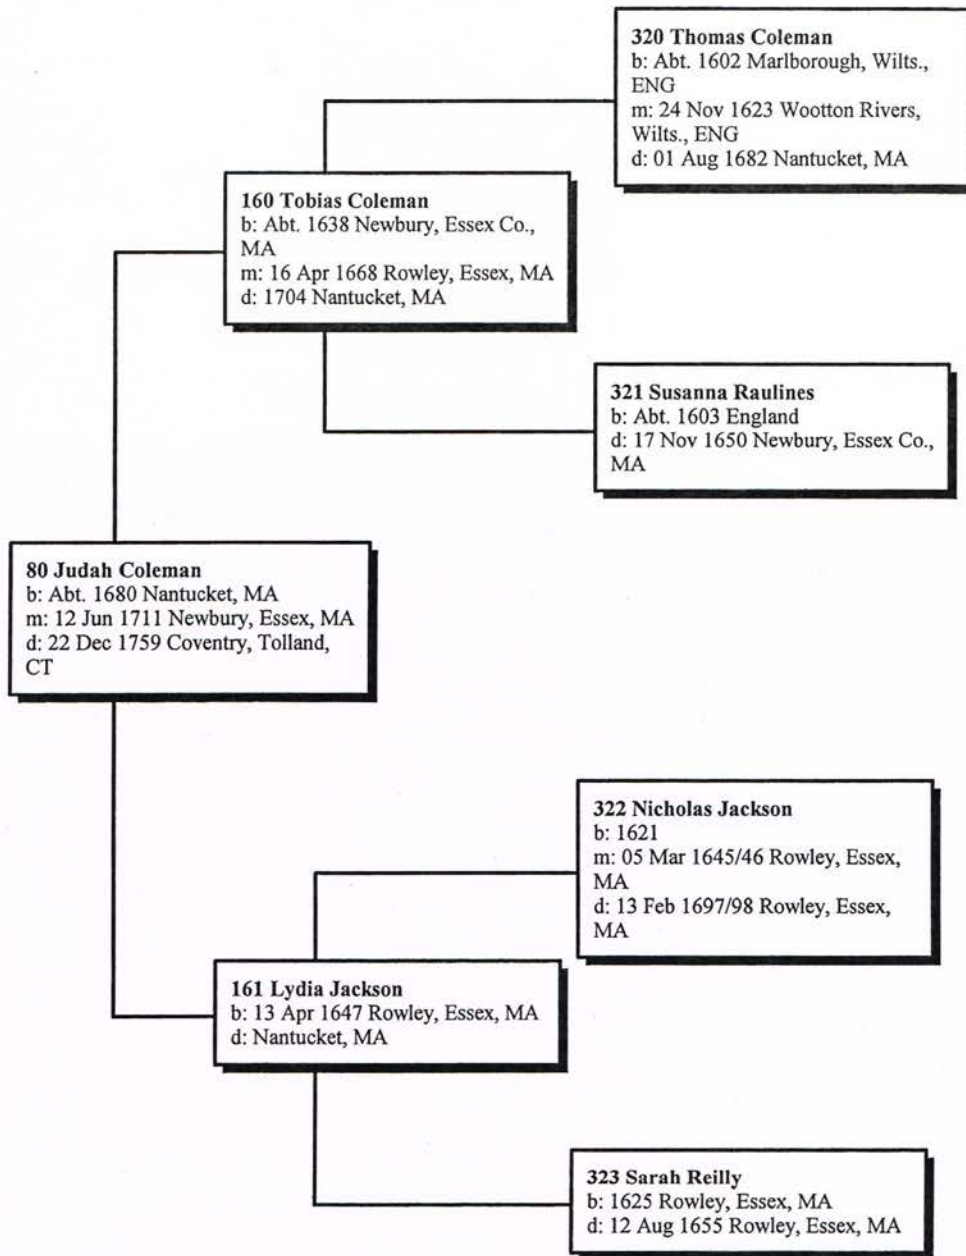 320 Thomas Coleman
b: Abt. 1602 Marlborough, Wilts.,
ENG
m: 24 Nov 1623 Wootton Rivers,
Wilts., ENG
d: 01 Aug 1682 Nantucket, MA
160 Tobias Coleman
b: Abt. 1638 Newbury, Essex Co.,
MA
m: 16 Apr 1668 Rowley, Essex, MA
d: 1704 Nantucket, MA
321 Susanna Raulines
b: Abt. 1603 England
d: 17 Nov 1650 Newbury, Essex Co.,
MA
80 Judah Coleman
b: Abt. 1680 Nantucket, MA
m: 12 Jun 1711 Newbury, Essex, MA
d: 22 Dec 1759 Coventry, Tolland,
CT
322 Nicholas Jackson
b: 1621
m: 05 Mar 1645/46 Rowley, Essex,
MA
d: 13 Feb 1697/98 Rowley, Essex,
MA
161 Lydia Jackson
b: 13 Apr 1647 Rowley, Essex, MA
d: Nantucket, MA
323 Sarah Reilly
b: 1625 Rowley, Essex, MA
d: 12 Aug 1655 Rowley, Essex, MA